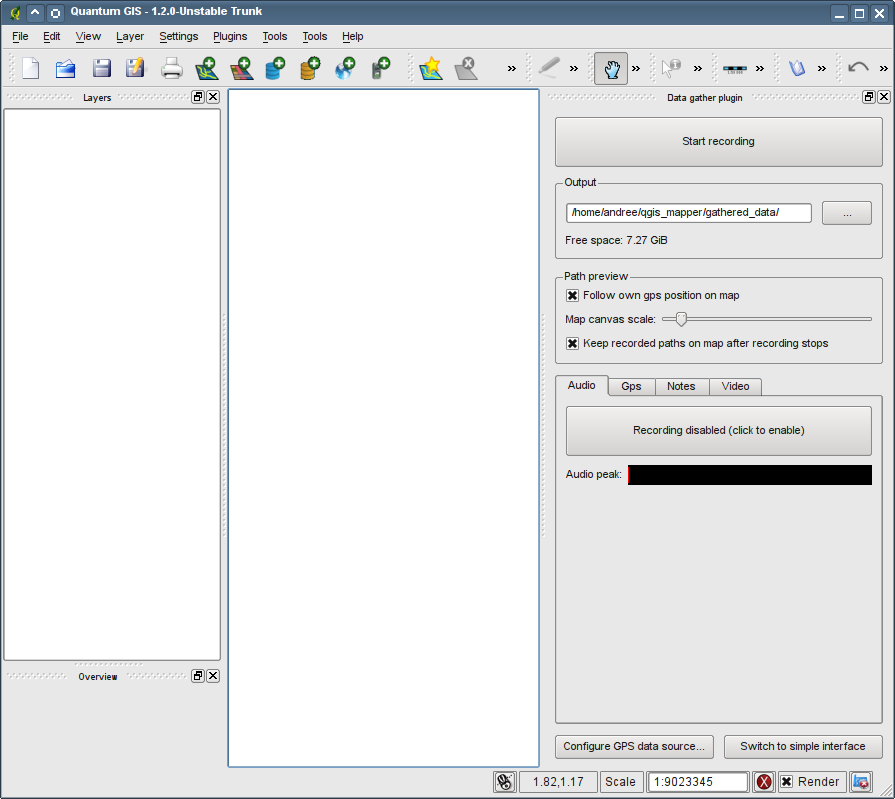 Quantum GIS - 1.2.0-Unstable Trunk
File Edit View Layer Settings Plugins Tools Tools Help
Layers
Data gather plugin
Start recording
Output
/home/andree/qgis_mapper/gathered_data/ ...
Free space: 7.27 GiB
Path preview
Follow own gps position on map
Map canvas scale:
Keep recorded paths on map after recording stops
Audio Gps Notes Video
Recording disabled (click to enable)
Audio peak:
Overview
Configure GPS data source... Switch to simple interface
1.82,1.17 Scale 1:9023345 Render